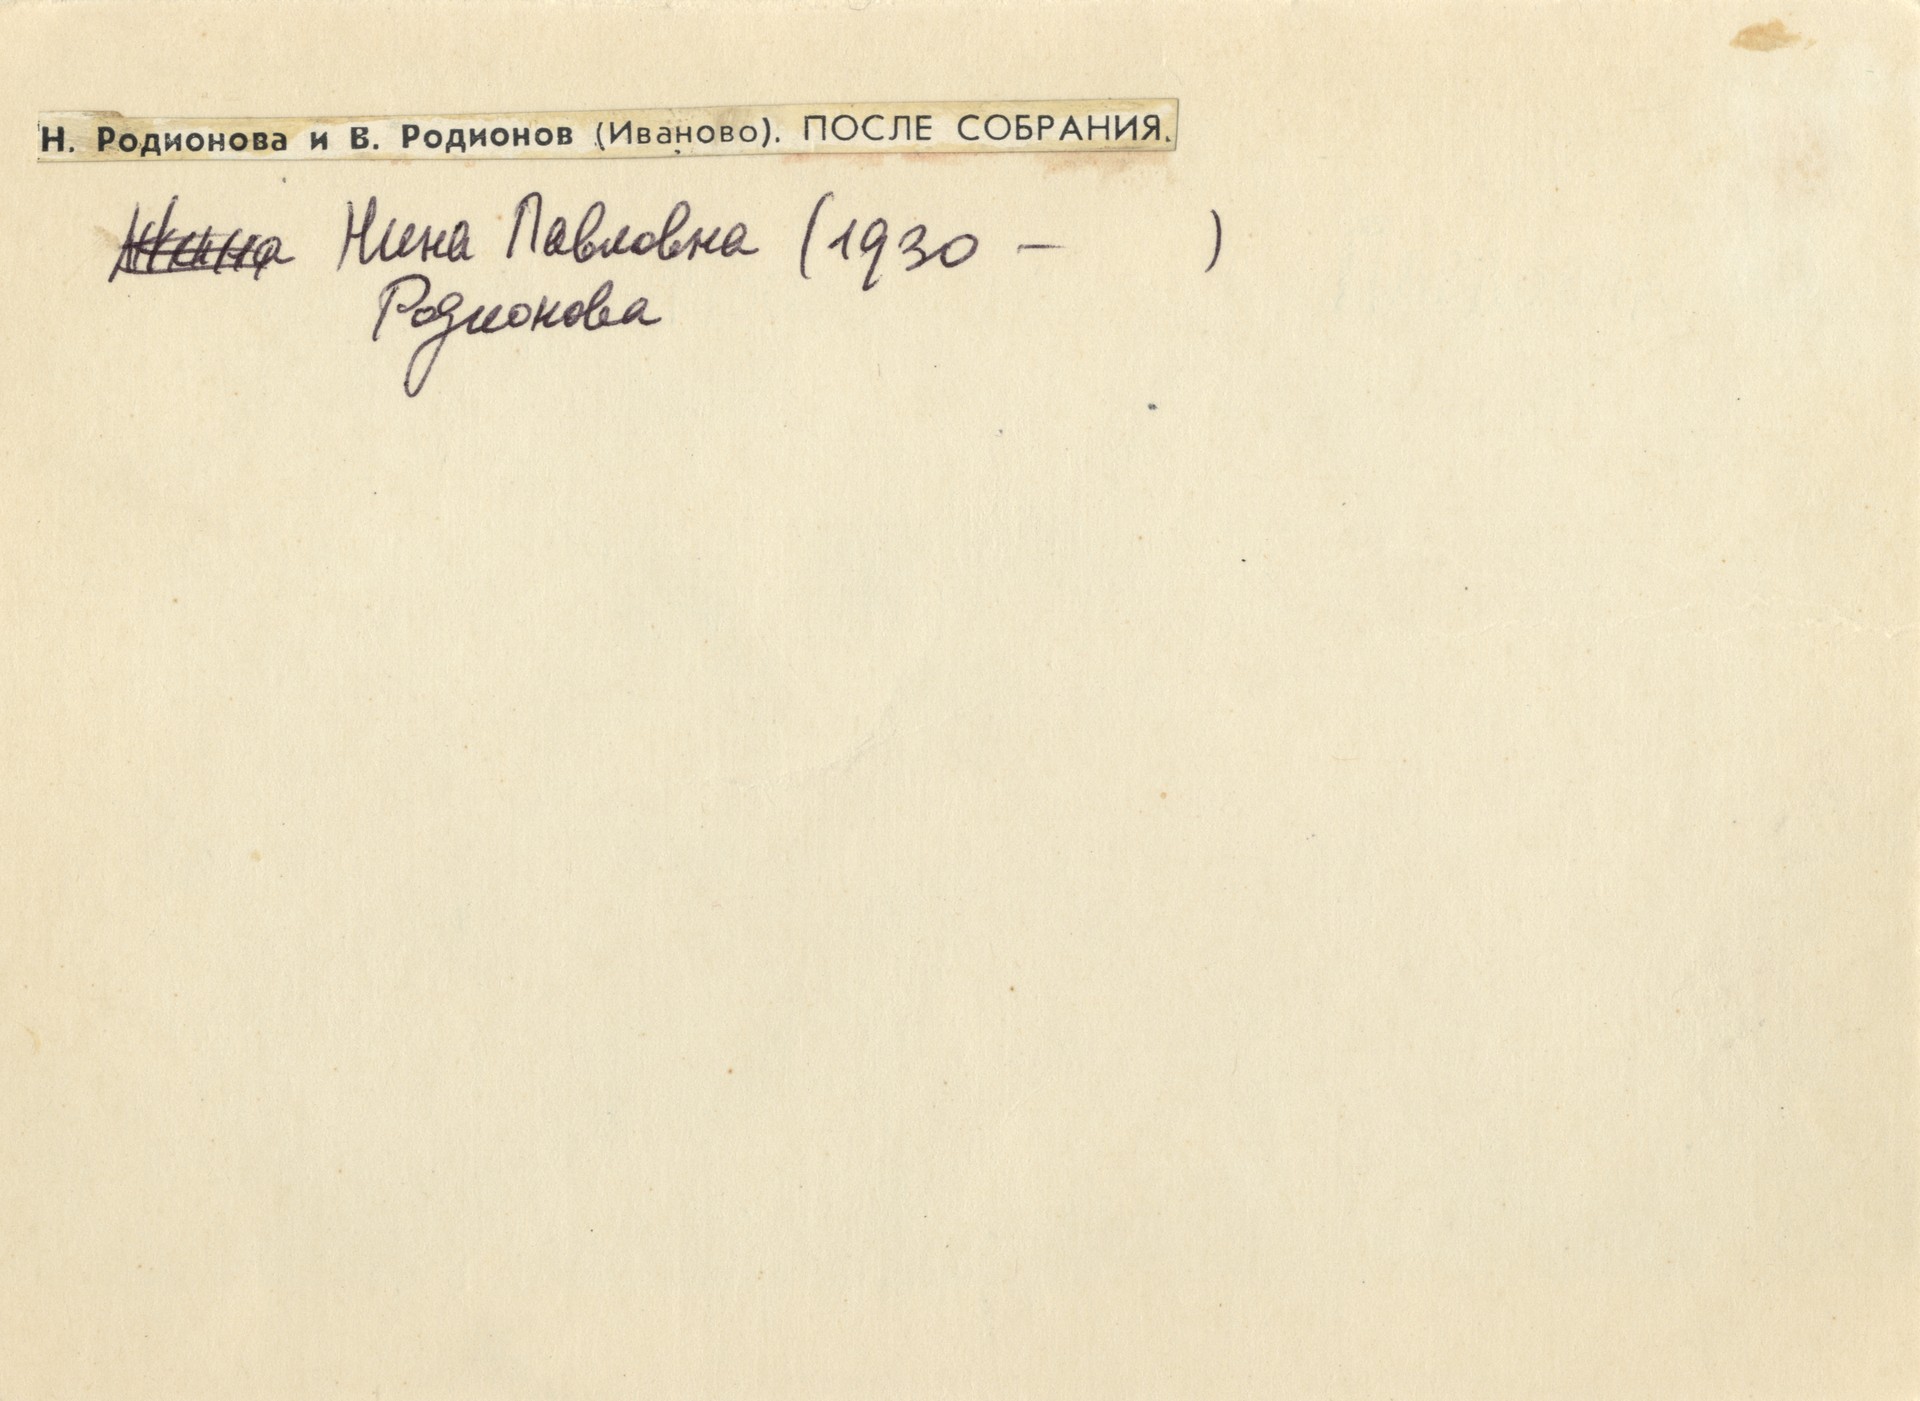 Н. Родионова и В. Родионов (Иваново). ПОСЛЕ СОБРАНИЯ.
Нина Павловна (1930 – )
Родионова